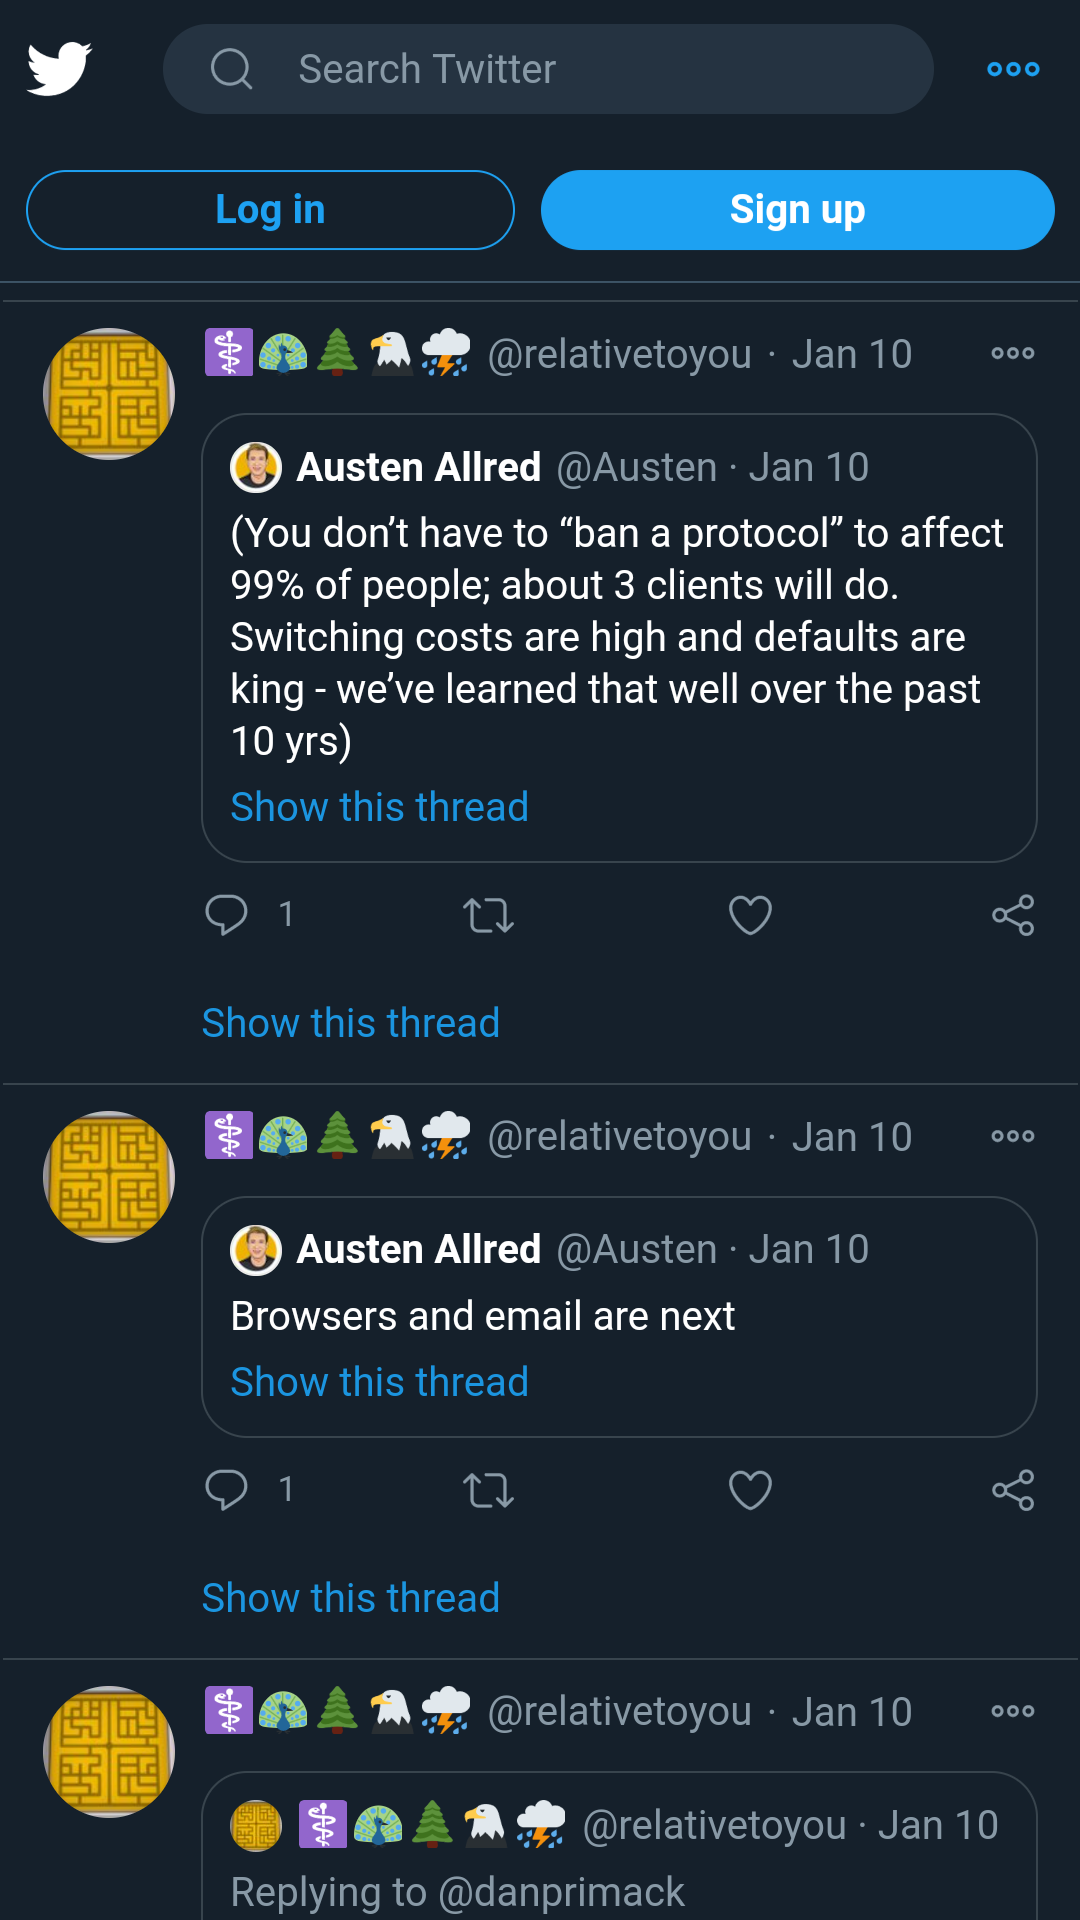 Search Twitter
Log in
Sign up
⚕️🦚🌲🦅⛈️ @relativetoyou · Jan 10
Austen Allred @Austen · Jan 10
(You don’t have to “ban a protocol” to affect
99% of people; about 3 clients will do.
Switching costs are high and defaults are
king - we’ve learned that well over the past
10 yrs)
Show this thread
1
Show this thread
⚕️🦚🌲🦅⛈️ @relativetoyou · Jan 10
Austen Allred @Austen · Jan 10
Browsers and email are next
Show this thread
1
Show this thread
⚕️🦚🌲🦅⛈️ @relativetoyou · Jan 10
⚕️🦚🌲🦅⛈️ @relativetoyou · Jan 10
Replying to @danprimack